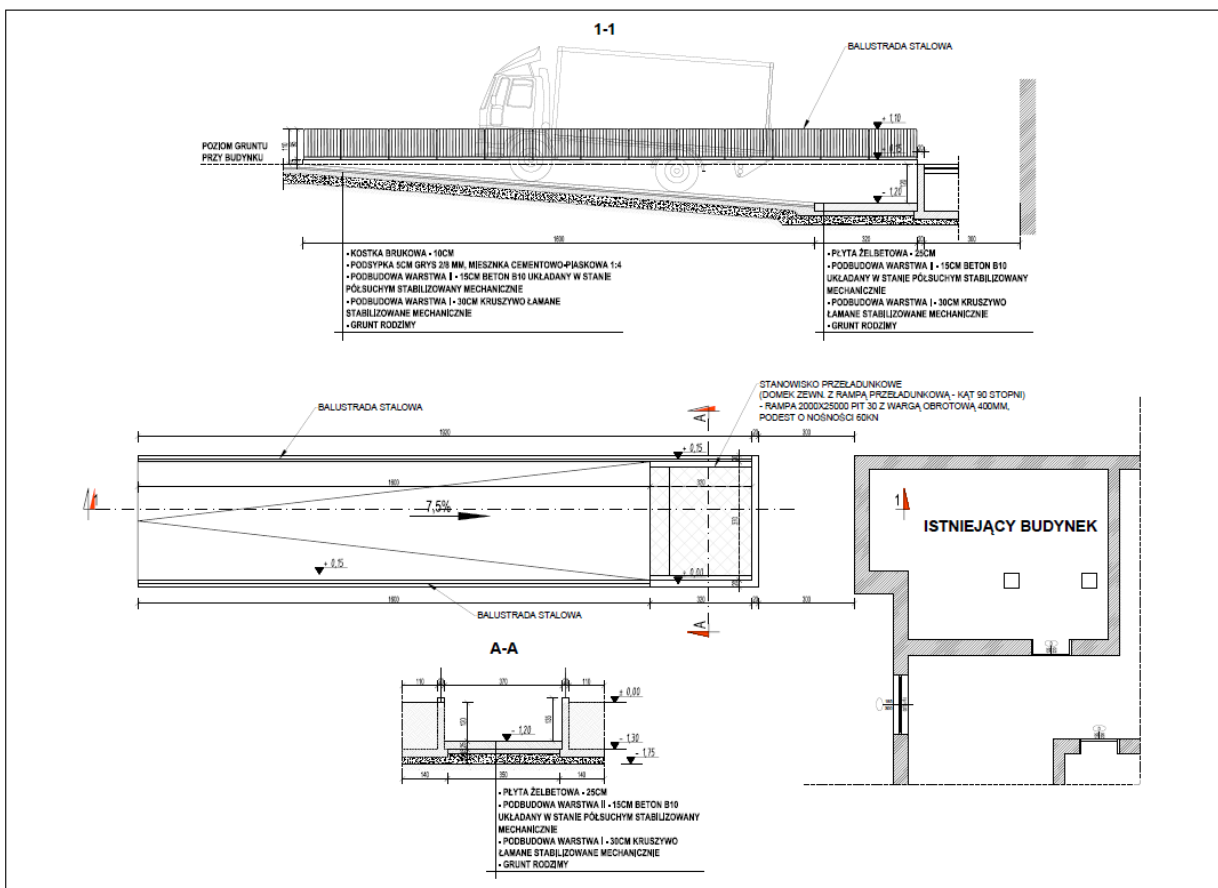 1-1
BALUSTRADA STALOWA
+ 1,10
POZIOM GRUNTU
PRZY BUDYNKU
+ 0,15
- 1,20
1600
320
300
- KOSTKA BRUKOWA - 10CM
- PODSYPKA 5CM GRYS 2/8 MM, MIESZNKA CEMENTOWO-PIASKOWA 1:4
- PODBUDOWA WARSTWA II - 15CM BETON B10 UKŁADANY W STANIE
PÓŁSUCHYM STABILIZOWANY MECHANICZNIE
- PODBUDOWA WARSTWA I - 30CM KRUSZYWO ŁAMANE
STABILIZOWANE MECHANICZNIE
- GRUNT RODZIMY
- PŁYTA ŻELBETOWA - 25CM
- PODBUDOWA WARSTWA II - 15CM BETON B10
UKŁADANY W STANIE PÓŁSUCHYM STABILIZOWANY
MECHANICZNIE
- PODBUDOWA WARSTWA I - 30CM KRUSZYWO
ŁAMANE STABILIZOWANE MECHANICZNIE
- GRUNT RODZIMY
STANOWISKO PRZEŁADUNKOWE
(DOMEK ZEWN. Z RAMPĄ PRZEŁADUNKOWĄ - KĄT 90 STOPNI)
- RAMPA 2000X25000 PIT 30 Z WARGĄ OBROTOWĄ 400MM,
PODEST O NOŚNOŚCI 60KN
BALUSTRADA STALOWA
A
1920
20
300
+ 0,15
1600
320
7,5%
370
1
ISTNIEJĄCY BUDYNEK
+ 0,15
± 0,00
1600
320
20
300
BALUSTRADA STALOWA
A
A-A
110
370
110
± 0,00
120
135
- 1,20
- 1,30
- 1,75
140
350
140
- PŁYTA ŻELBETOWA - 25CM
- PODBUDOWA WARSTWA II - 15CM BETON B10
UKŁADANY W STANIE PÓŁSUCHYM STABILIZOWANY
MECHANICZNIE
- PODBUDOWA WARSTWA I - 30CM KRUSZYWO
ŁAMANE STABILIZOWANE MECHANICZNIE
- GRUNT RODZIMY